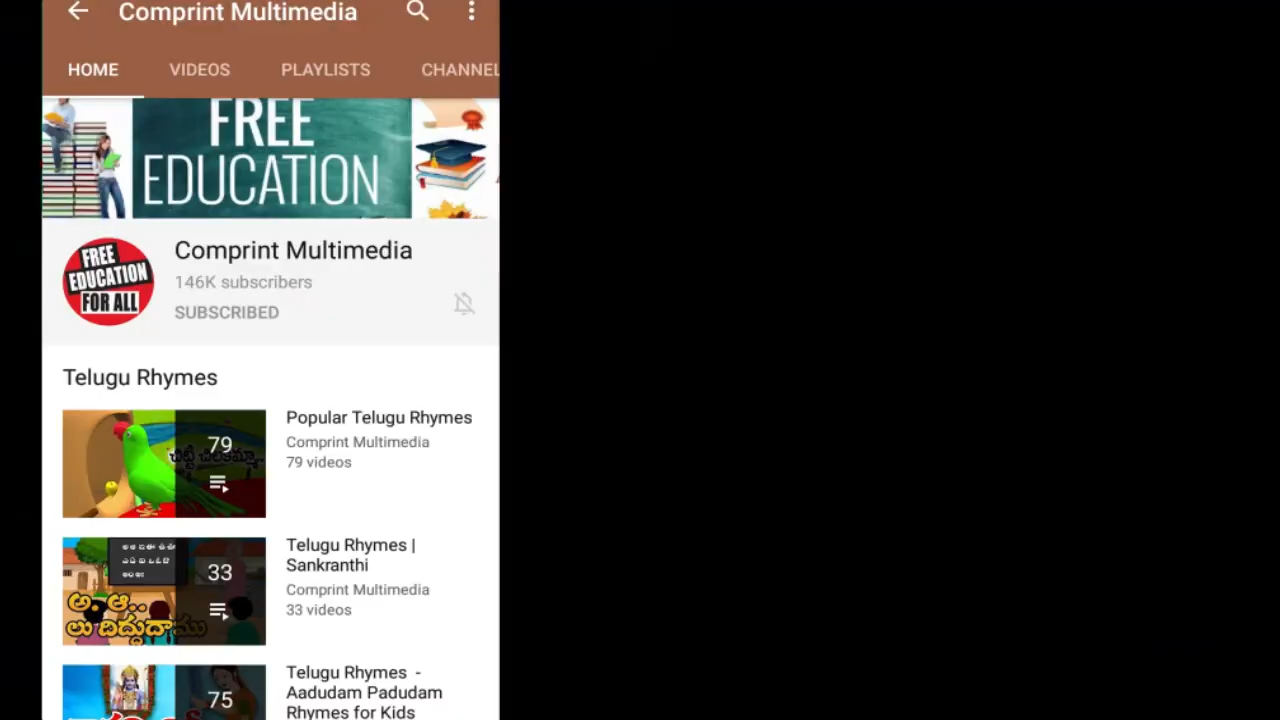 Comprint Multimedia
HOME
VIDEOS
PLAYLISTS
CHANNEL
FREE
EDUCATION
FREE
EDUCATION
FOR ALL
Comprint Multimedia
146K subscribers
SUBSCRIBED
Telugu Rhymes
79
చిట్టి చిలకమ్మా..
Popular Telugu Rhymes
Comprint Multimedia
79 videos
33
అ. ఆ..
లు దిద్దుదాము
Telugu Rhymes |
Sankranthi
Comprint Multimedia
33 videos
75
Telugu Rhymes -
Aadudam Padudam
Rhymes for Kids